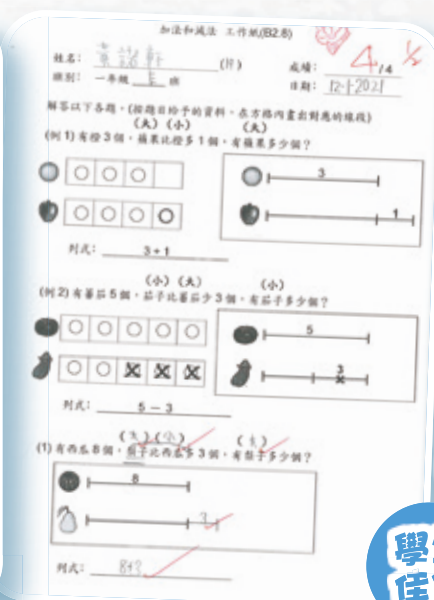 加法和減法 工作紙(B2.8)
姓名： 黃 軒
成績： 4/4
班別： 一年級 班
日期： 12-1-2021
解答以下各題。(按題目給予的資料，在方格內畫出對應的線段)
(大) (小) (大)
(例 1) 有橙 3 個，蘋果比橙多 1 個，有蘋果多少個？
3
1
列式： 3+1
(小) (大) (小)
(例 2) 有蕃茄 5 個，茄子比蕃茄少 3 個，有茄子多少個？
5
3
列式： 5 − 3
(大) (小) (大)
(1) 有西瓜 8 個，梨子比西瓜多 3 個，有梨子多少個？
8
3
列式： 8+3
學
佳